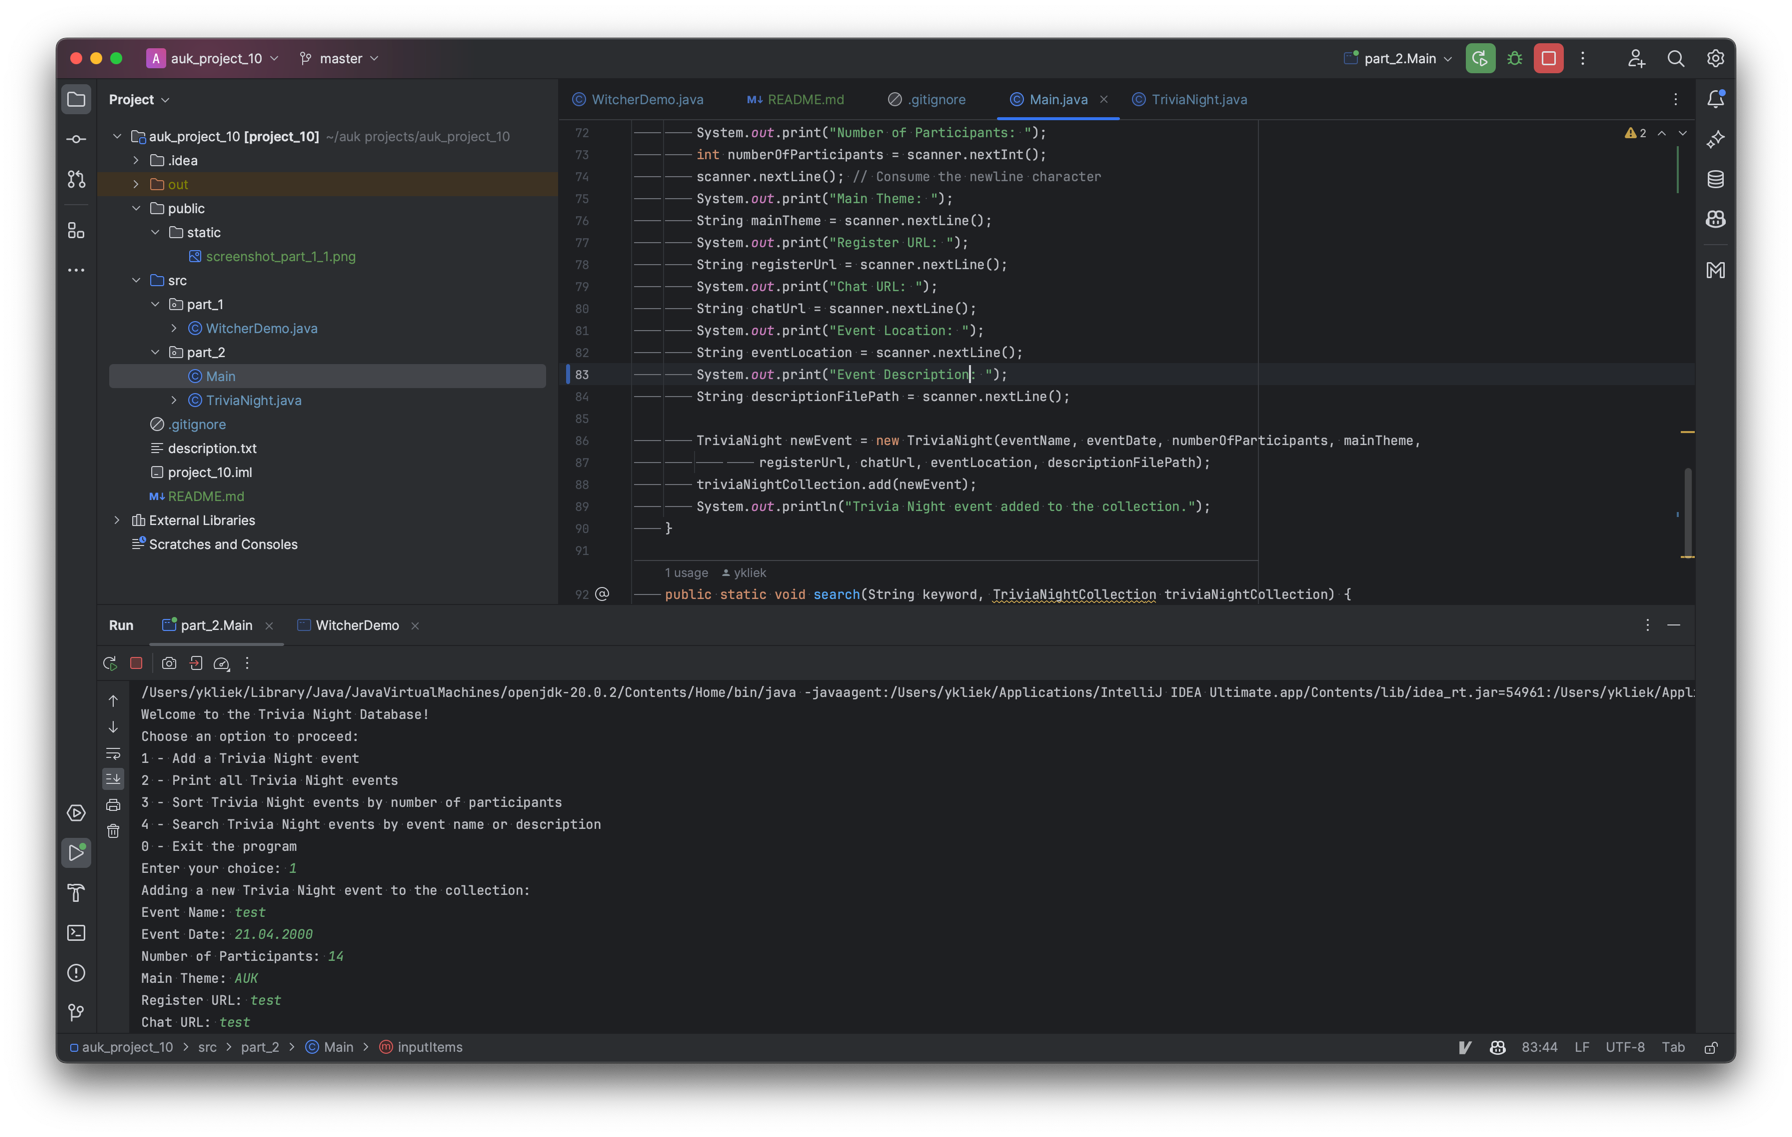 A auk_project_10 master part_2.Main
Project
auk_project_10 [project_10] ~/auk projects/auk_project_10
.idea
out
public
static
screenshot_part_1_1.png
src
part_1
WitcherDemo.java
part_2
Main
TriviaNight.java
.gitignore
description.txt
project_10.iml
M↓ README.md
External Libraries
Scratches and Consoles
WitcherDemo.java M↓ README.md .gitignore Main.java TriviaNight.java
2
72 System.out.print("Number of Participants: ");
73 int numberOfParticipants = scanner.nextInt();
74 scanner.nextLine(); // Consume the newline character
75 System.out.print("Main Theme: ");
76 String mainTheme = scanner.nextLine();
77 System.out.print("Register URL: ");
78 String registerUrl = scanner.nextLine();
79 System.out.print("Chat URL: ");
80 String chatUrl = scanner.nextLine();
81 System.out.print("Event Location: ");
82 String eventLocation = scanner.nextLine();
83 System.out.print("Event Description: ");
84 String descriptionFilePath = scanner.nextLine();
85
86 TriviaNight newEvent = new TriviaNight(eventName, eventDate, numberOfParticipants, mainTheme,
87 registerUrl, chatUrl, eventLocation, descriptionFilePath);
88 triviaNightCollection.add(newEvent);
89 System.out.println("Trivia Night event added to the collection.");
90 }
91
1 usage ykliek
92 @ public static void search(String keyword, TriviaNightCollection triviaNightCollection) {
Run part_2.Main WitcherDemo
/Users/ykliek/Library/Java/JavaVirtualMachines/openjdk-20.0.2/Contents/Home/bin/java -javaagent:/Users/ykliek/Applications/IntelliJ IDEA Ultimate.app/Contents/lib/idea_rt.jar=54961:/Users/ykliek/Appl
Welcome to the Trivia Night Database!
Choose an option to proceed:
1 - Add a Trivia Night event
2 - Print all Trivia Night events
3 - Sort Trivia Night events by number of participants
4 - Search Trivia Night events by event name or description
0 - Exit the program
Enter your choice: 1
Adding a new Trivia Night event to the collection:
Event Name: test
Event Date: 21.04.2000
Number of Participants: 14
Main Theme: AUK
Register URL: test
Chat URL: test
auk_project_10 > src > part_2 > Main > inputItems 83:44 LF UTF-8 Tab